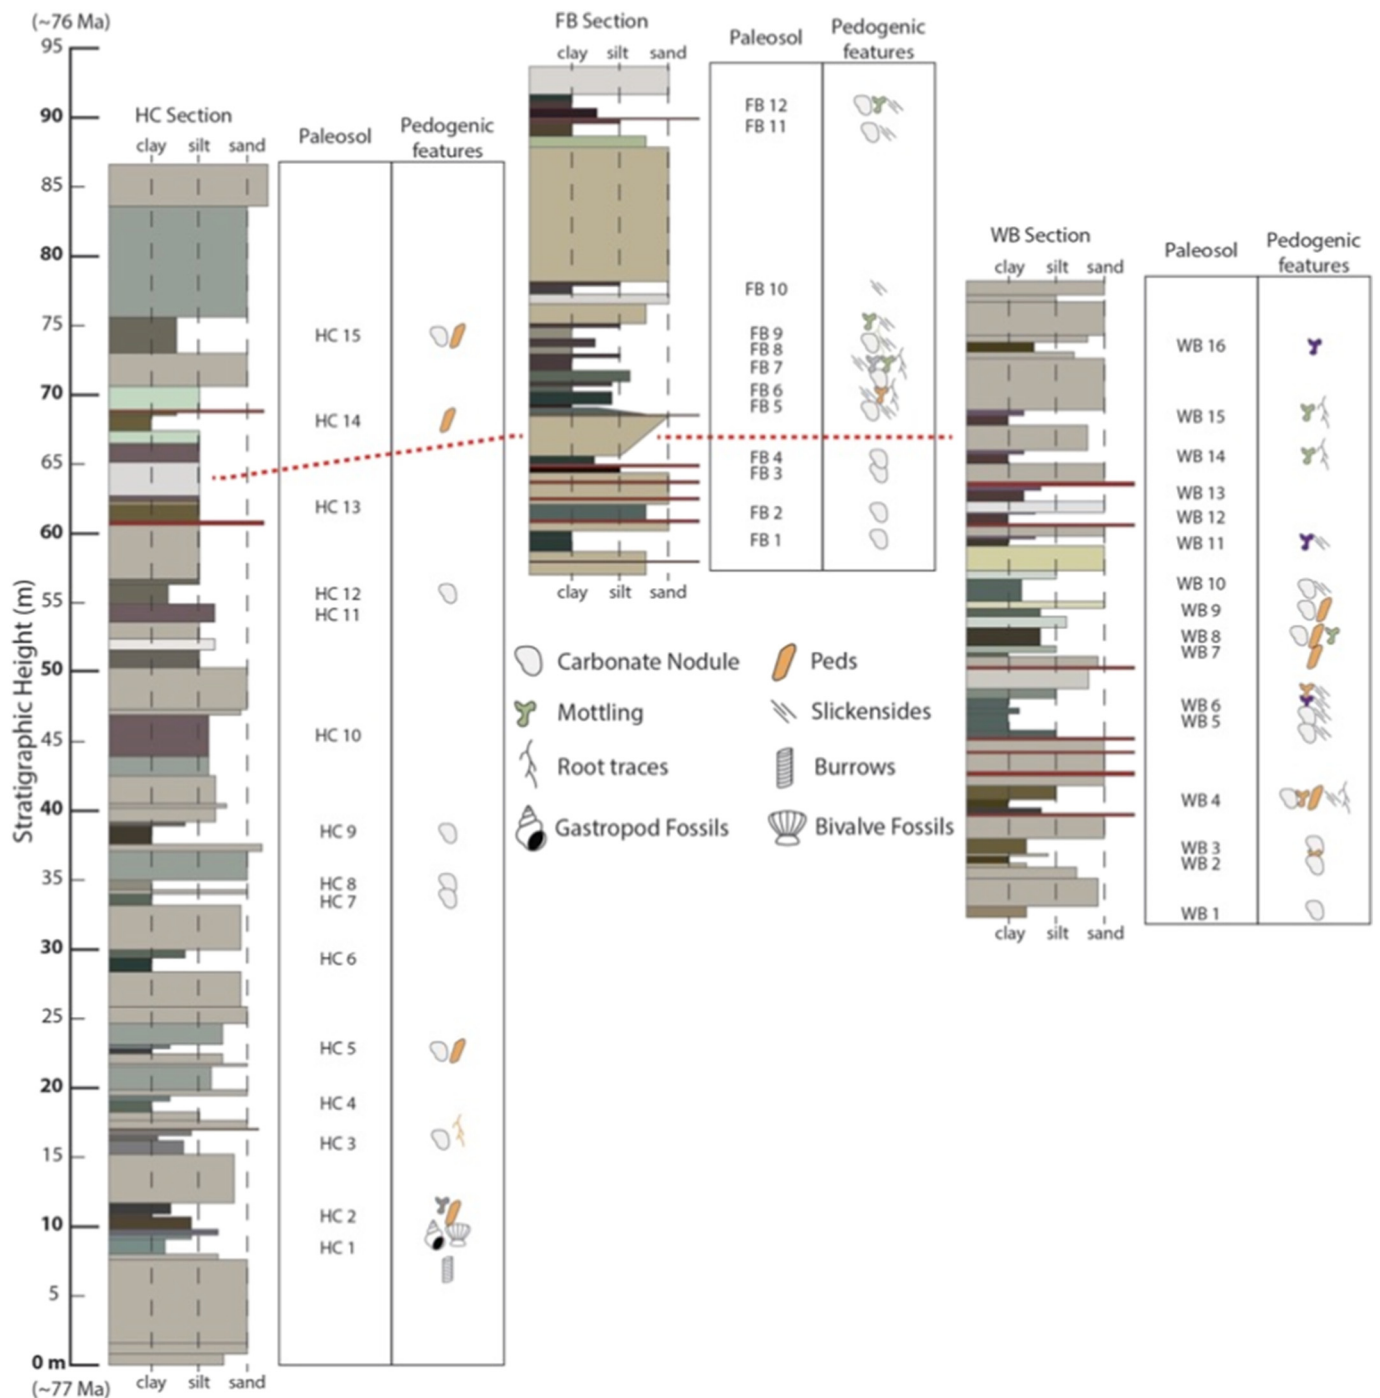 (~76 Ma)
95
90
85
80
75
70
65
60
55
50
45
40
35
30
25
20
15
10
5
0 m
(~77 Ma)
Stratigraphic Height (m)
HC Section
clay silt sand
Paleosol
Pedogenic
features
HC 15
HC 14
HC 13
HC 12
HC 11
HC 10
HC 9
HC 8
HC 7
HC 6
HC 5
HC 4
HC 3
HC 2
HC 1
clay silt sand
FB Section
clay silt sand
Paleosol
Pedogenic
features
FB 12
FB 11
FB 10
FB 9
FB 8
FB 7
FB 6
FB 5
FB 4
FB 3
FB 2
FB 1
clay silt sand
Carbonate Nodule
Peds
Mottling
Slickensides
Root traces
Burrows
Gastropod Fossils
Bivalve Fossils
WB Section
clay silt sand
Paleosol
Pedogenic
features
WB 16
WB 15
WB 14
WB 13
WB 12
WB 11
WB 10
WB 9
WB 8
WB 7
WB 6
WB 5
WB 4
WB 3
WB 2
WB 1
clay silt sand